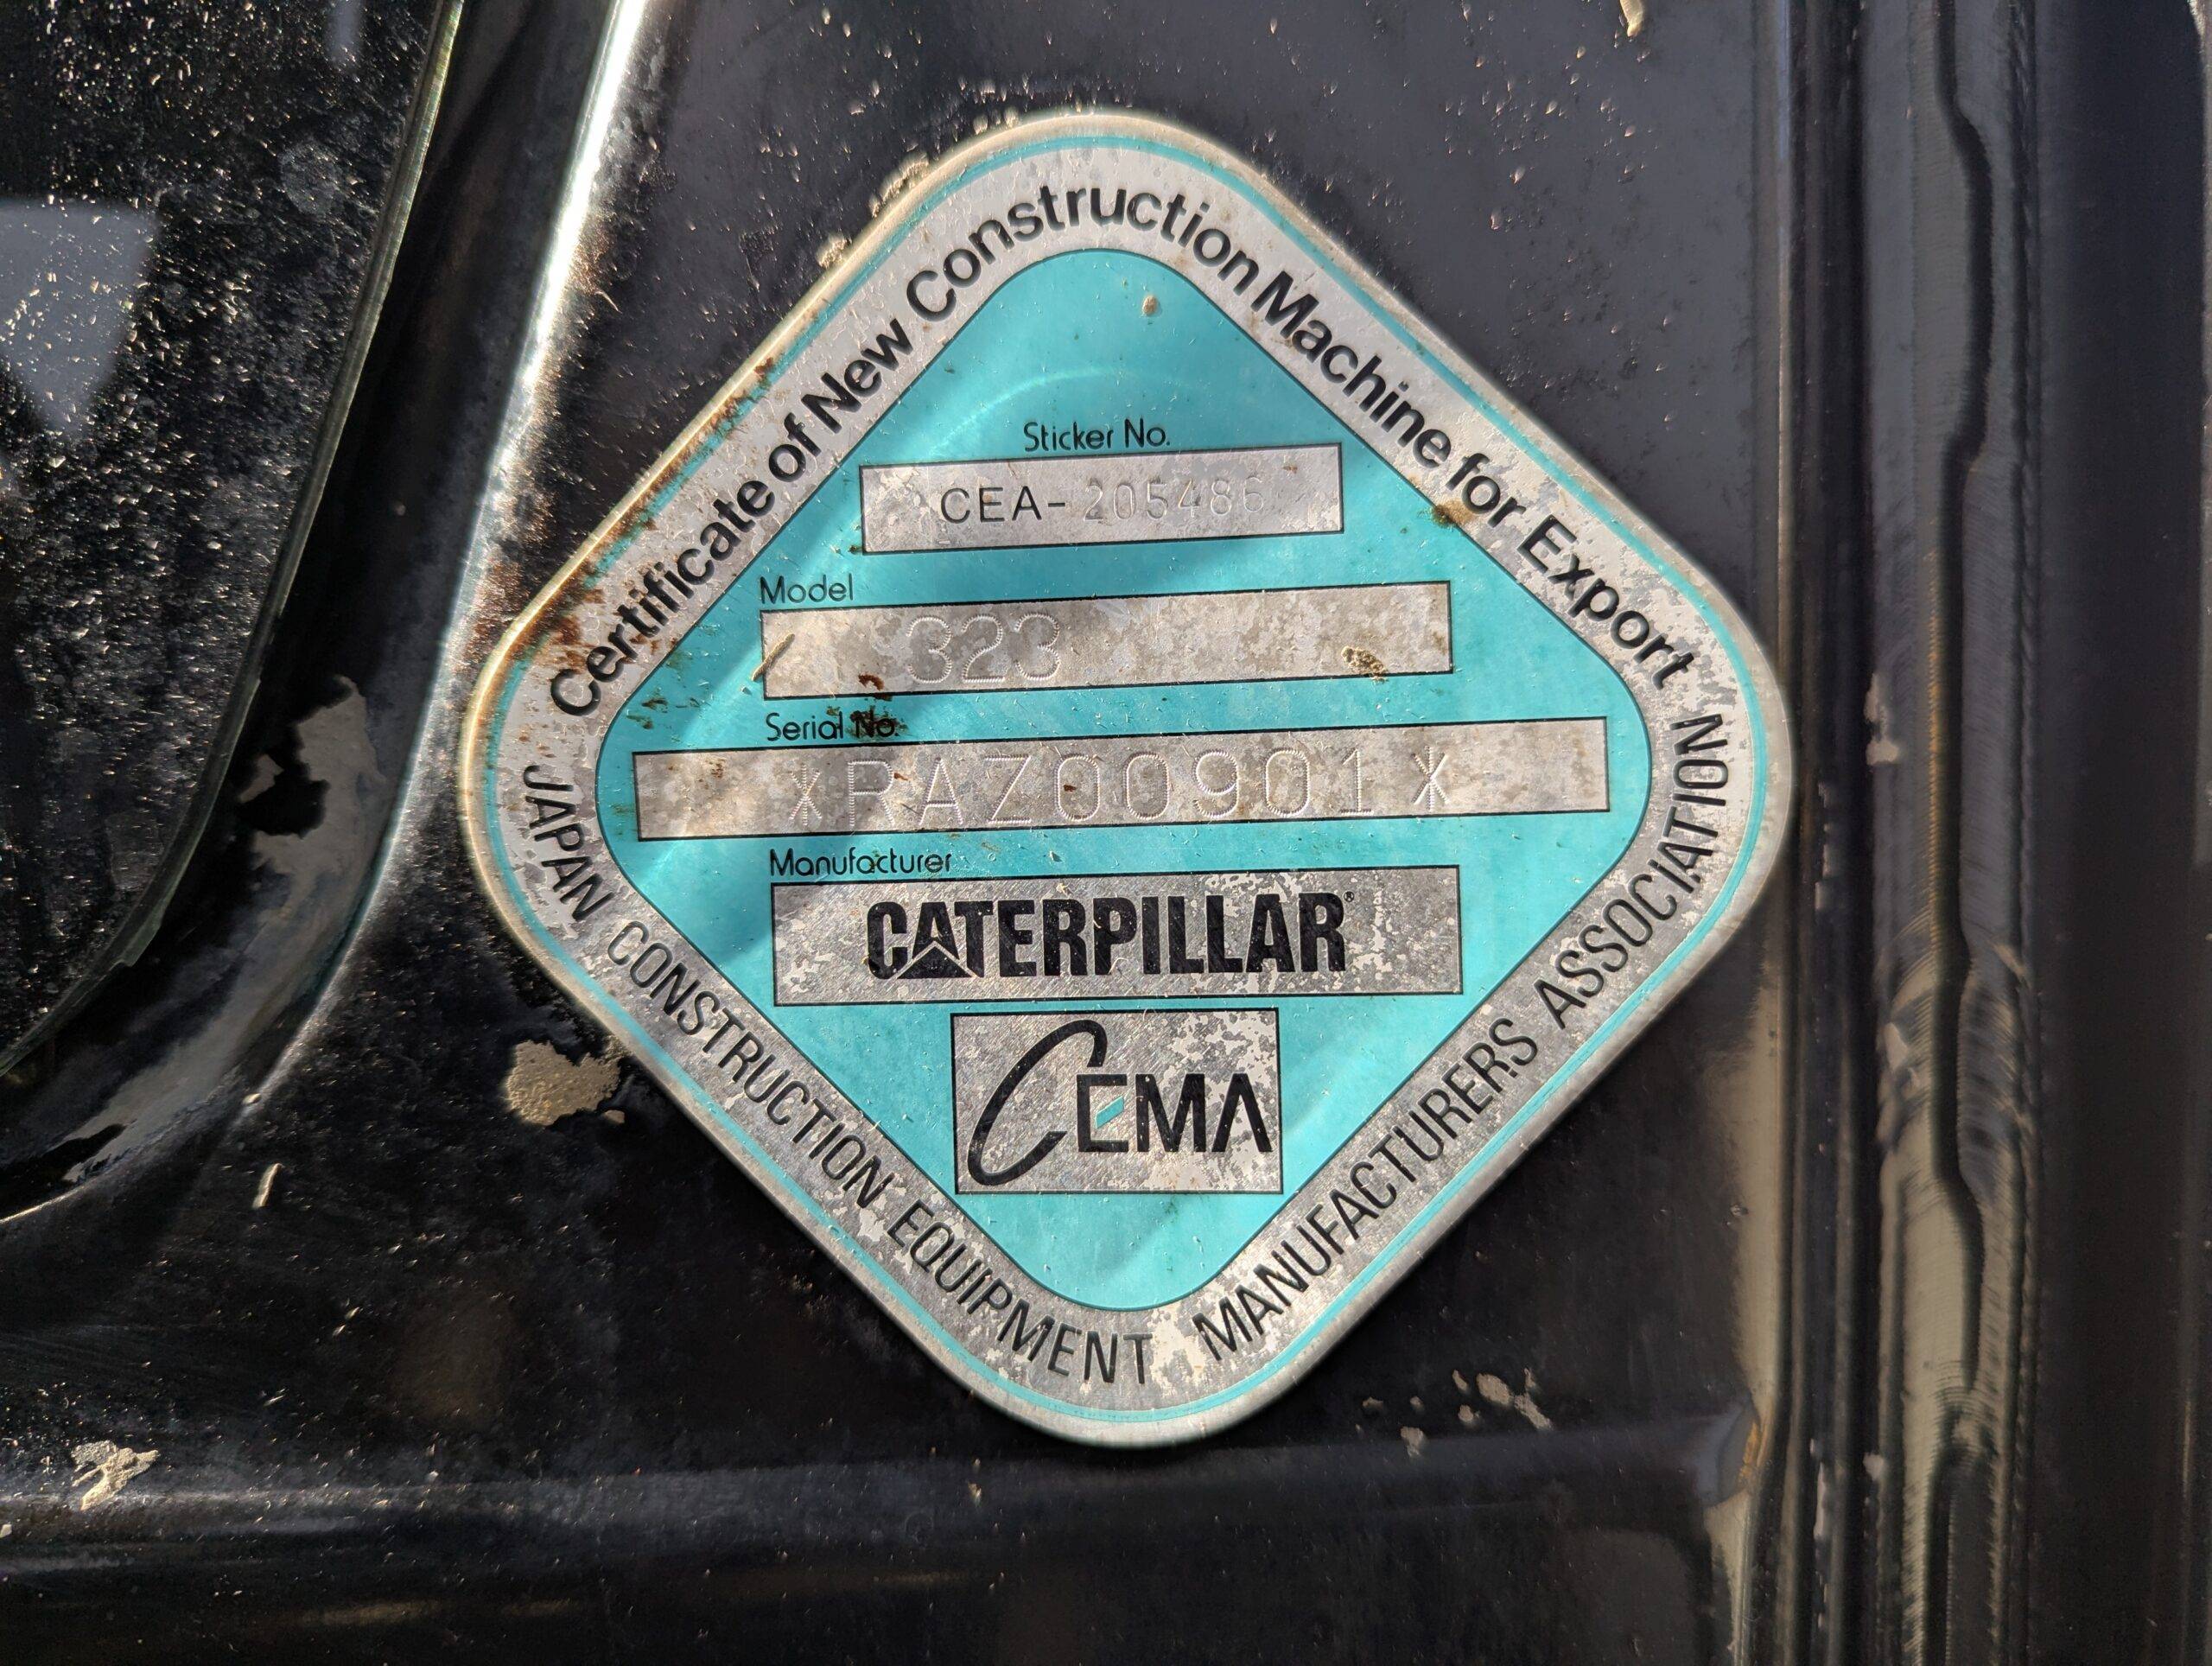 Certificate of New Construction Machine for Export
Sticker No.
CEA-205486
Model
323
Serial No.
*RAZ00901*
Manufacturer
CATERPILLAR®
CEMA
JAPAN CONSTRUCTION EQUIPMENT MANUFACTURERS ASSOCIATION